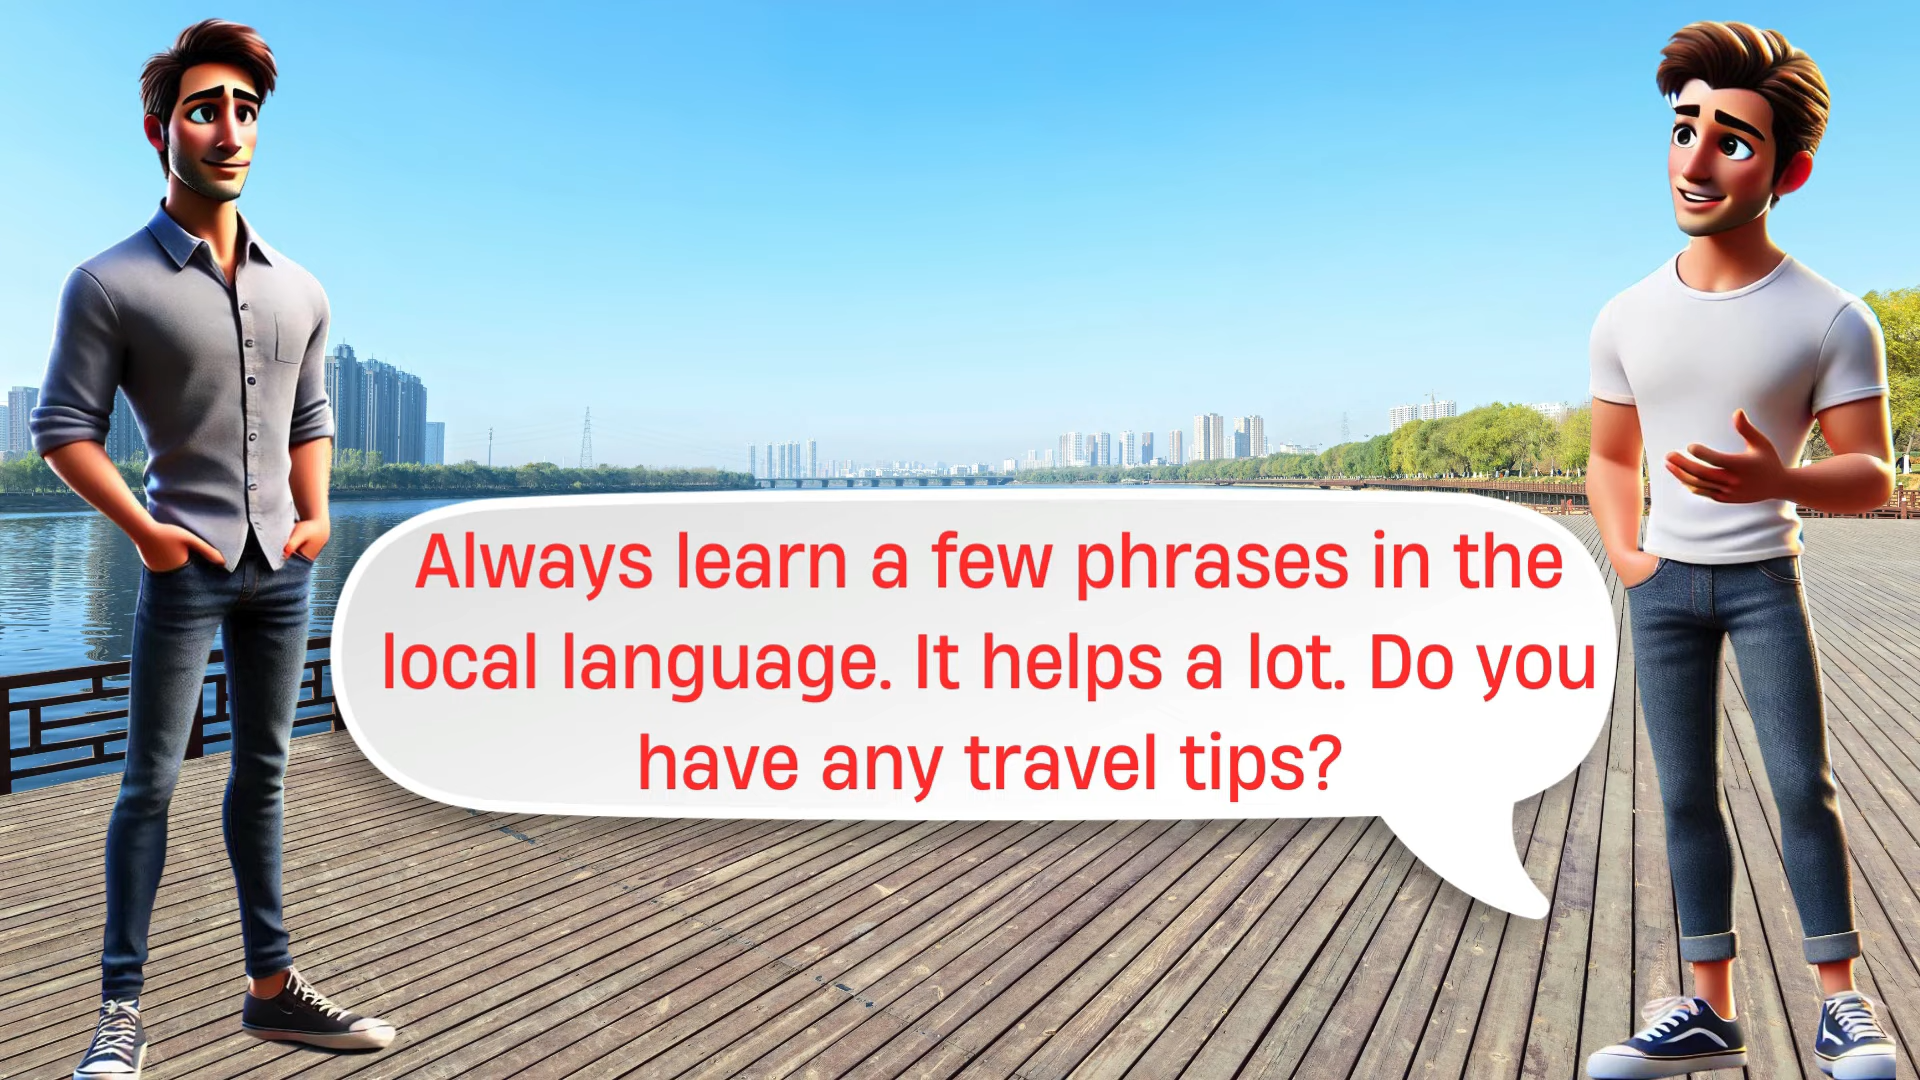 Always learn a few phrases in the
local language. It helps a lot. Do you
have any travel tips?